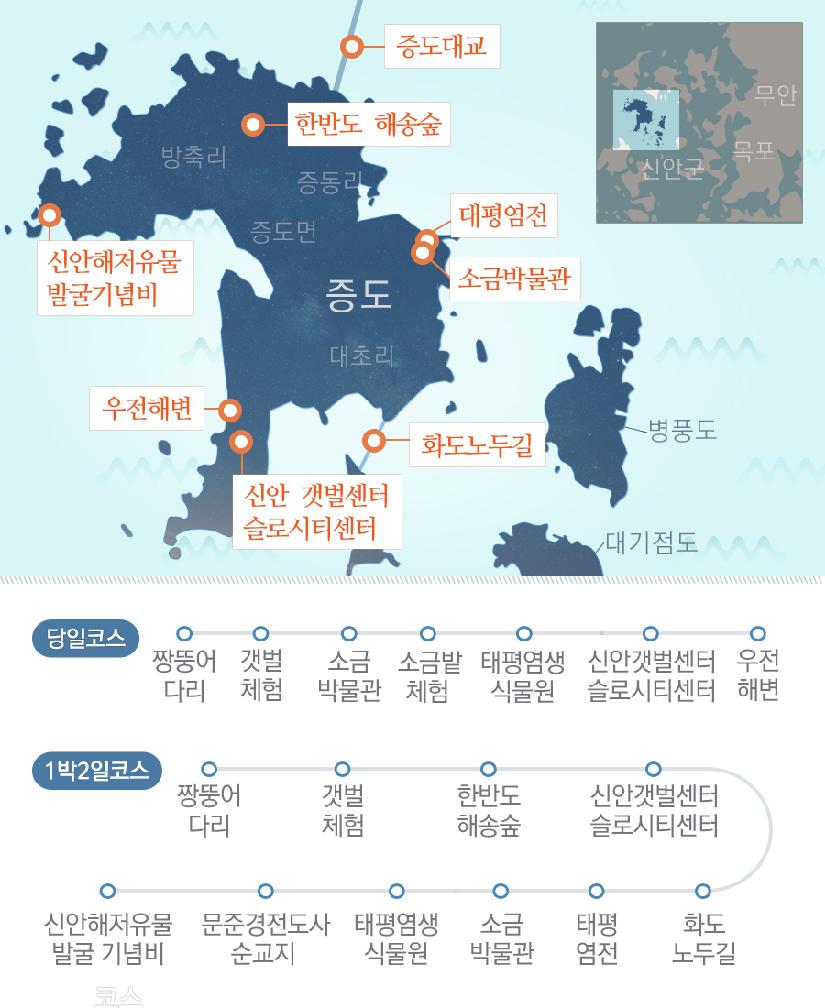 증도대교
한반도 해송숲
방축리
증동리
증도면
태평염전
소금박물관
신안해저유물
발굴기념비
증도
대초리
우전해변
화도노두길
신안 갯벌센터
슬로시티센터
병풍도
대기점도
무안
목포
신안군
당일코스
짱뚱어
다리
갯벌
체험
소금
박물관
소금밭
체험
태평염생
식물원
신안갯벌센터
슬로시티센터
우전
해변
1박2일코스
짱뚱어
다리
갯벌
체험
한반도
해송숲
신안갯벌센터
슬로시티센터
신안해저유물
발굴 기념비
문준경전도사
순교지
태평염생
식물원
소금
박물관
태평
염전
화도
노두길
코스